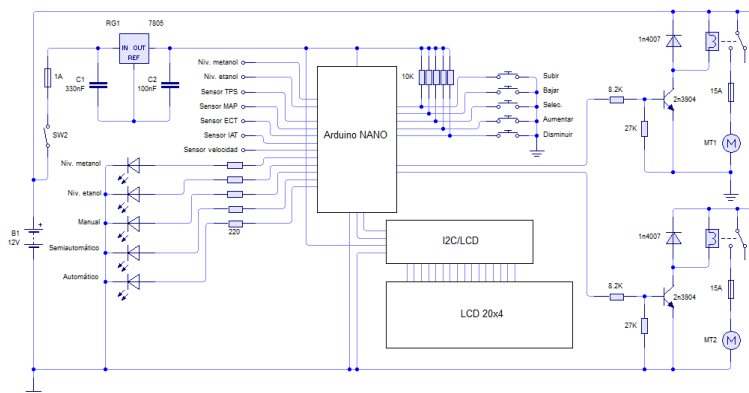 RG1 7805
IN OUT
REF
1A
C1
330nF
C2
100nF
SW2
B1
12V
+
Niv. metanol
Niv. etanol
Sensor TPS
Sensor MAP
Sensor ECT
Sensor IAT
Sensor velocidad
Niv. metanol
Niv. etanol
Manual
Semiautomático
Automático
220
Arduino NANO
10K
Subir
Bajar
Selec.
Aumentar
Disminuir
I2C/LCD
LCD 20x4
1n4007
8.2K
27K
2n3904
15A
MT1
M
1n4007
8.2K
27K
2n3904
15A
MT2
M